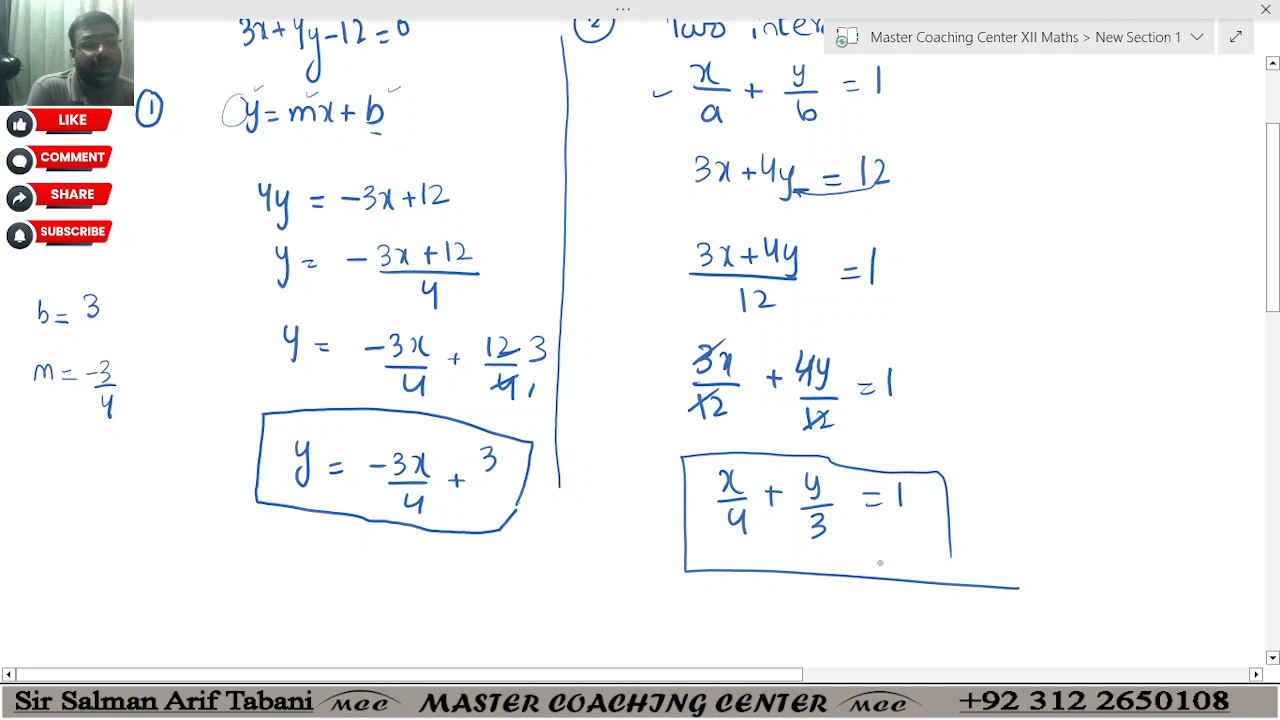 3x+4y-12=0
① y=mx+b
4y = -3x+12
y = -3x+12/4
y = -3x/4 + 12/4 3
1
y = -3x/4 + 3
b= 3
m = -3/4
② Two
x/a + y/b = 1
3x+4y = 12
3x+4y/12 = 1
3x/12 + 4y/12 = 1
x/4 + y/3 = 1
Master Coaching Center XII Maths > New Section 1
LIKE
COMMENT
SHARE
SUBSCRIBE
Sir Salman Arif Tabani mcc MASTER COACHING CENTER mcc +92 312 2650108